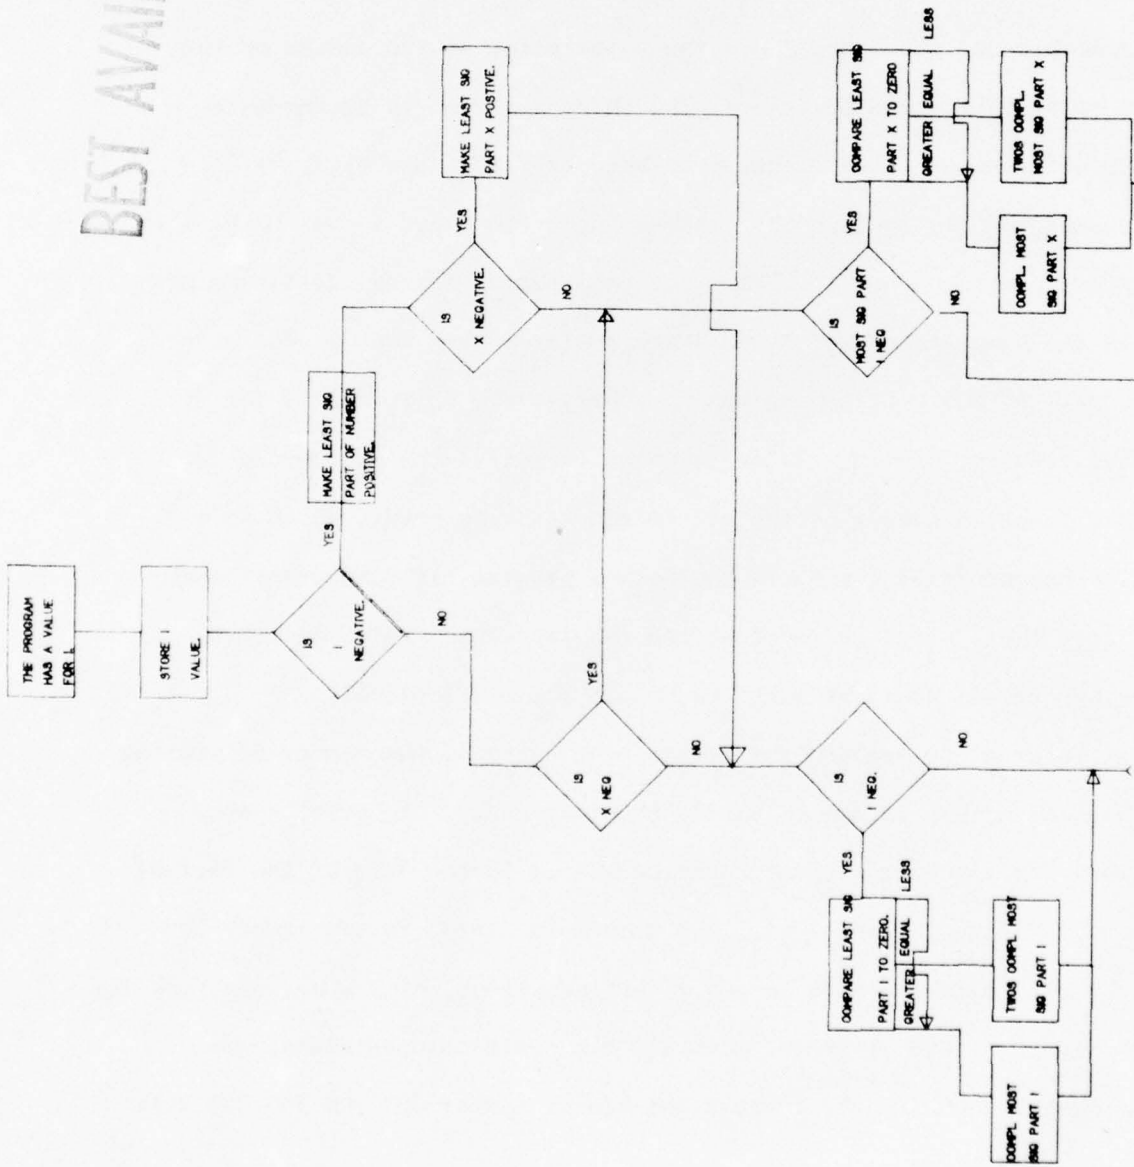 BEST AVAI
THE PROGRAM
HAS A VALUE
FOR I.
STORE I
VALUE.
IS
I
NEGATIVE.
YES
NO
MAKE LEAST SIG
PART OF NUMBER
POSITIVE.
IS
X NEGATIVE.
YES
NO
MAKE LEAST SIG
PART X POSTIVE.
IS
X NEG
YES
NO
IS
MOST SIG PART
I NEG
YES
NO
COMPARE LEAST SIG
PART X TO ZERO
GREATER EQUAL
LESS
COMPL. MOST
SIG PART X
TWOS COMPL.
MOST SIG PART X
IS
I NEG.
YES
NO
COMPARE LEAST SIG
PART I TO ZERO.
GREATER EQUAL
LESS
COMPL MOST
SIG PART I
TWOS COMPL MOST
SIG PART I